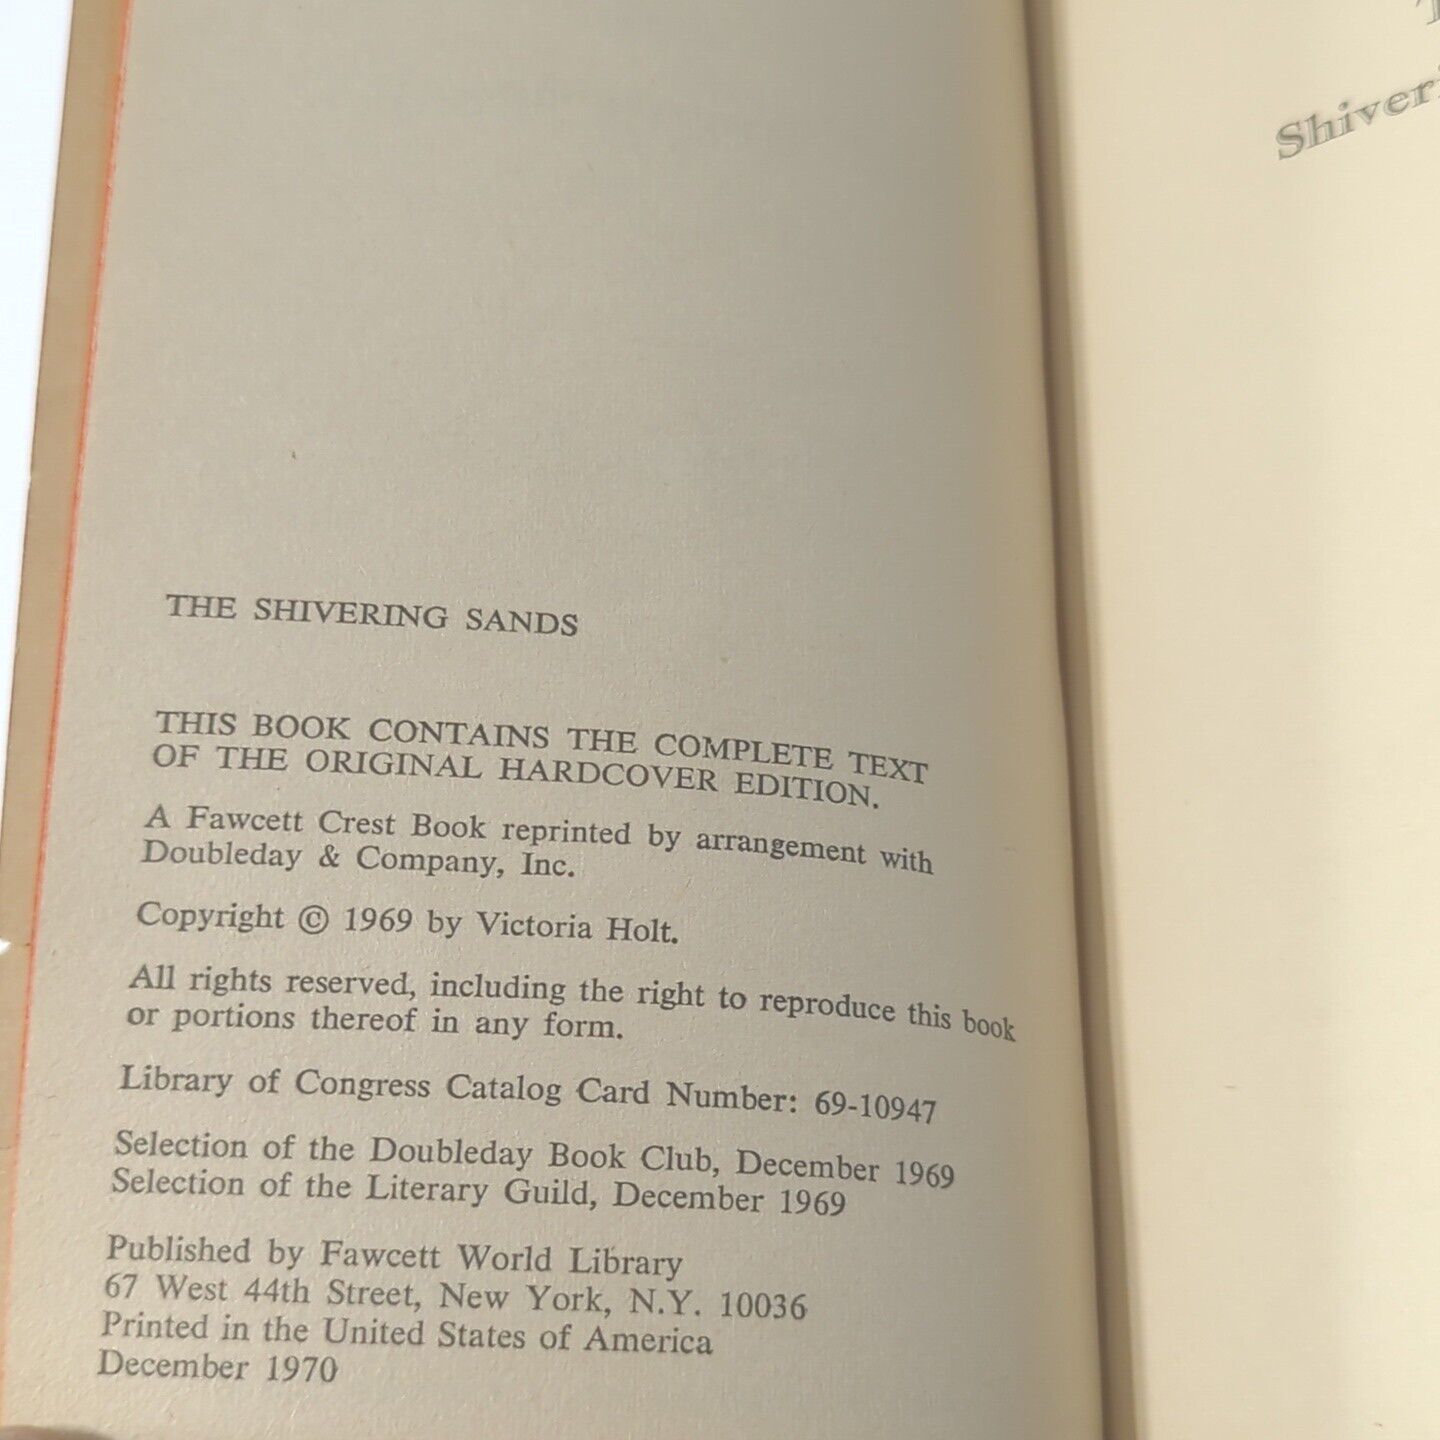 THE SHIVERING SANDS
THIS BOOK CONTAINS THE COMPLETE TEXT
OF THE ORIGINAL HARDCOVER EDITION.
A Fawcett Crest Book reprinted by arrangement with
Doubleday & Company, Inc.
Copyright © 1969 by Victoria Holt.
All rights reserved, including the right to reproduce this book
or portions thereof in any form.
Library of Congress Catalog Card Number: 69-10947
Selection of the Doubleday Book Club, December 1969
Selection of the Literary Guild, December 1969
Published by Fawcett World Library
67 West 44th Street, New York, N.Y. 10036
Printed in the United States of America
December 1970
Shiveri